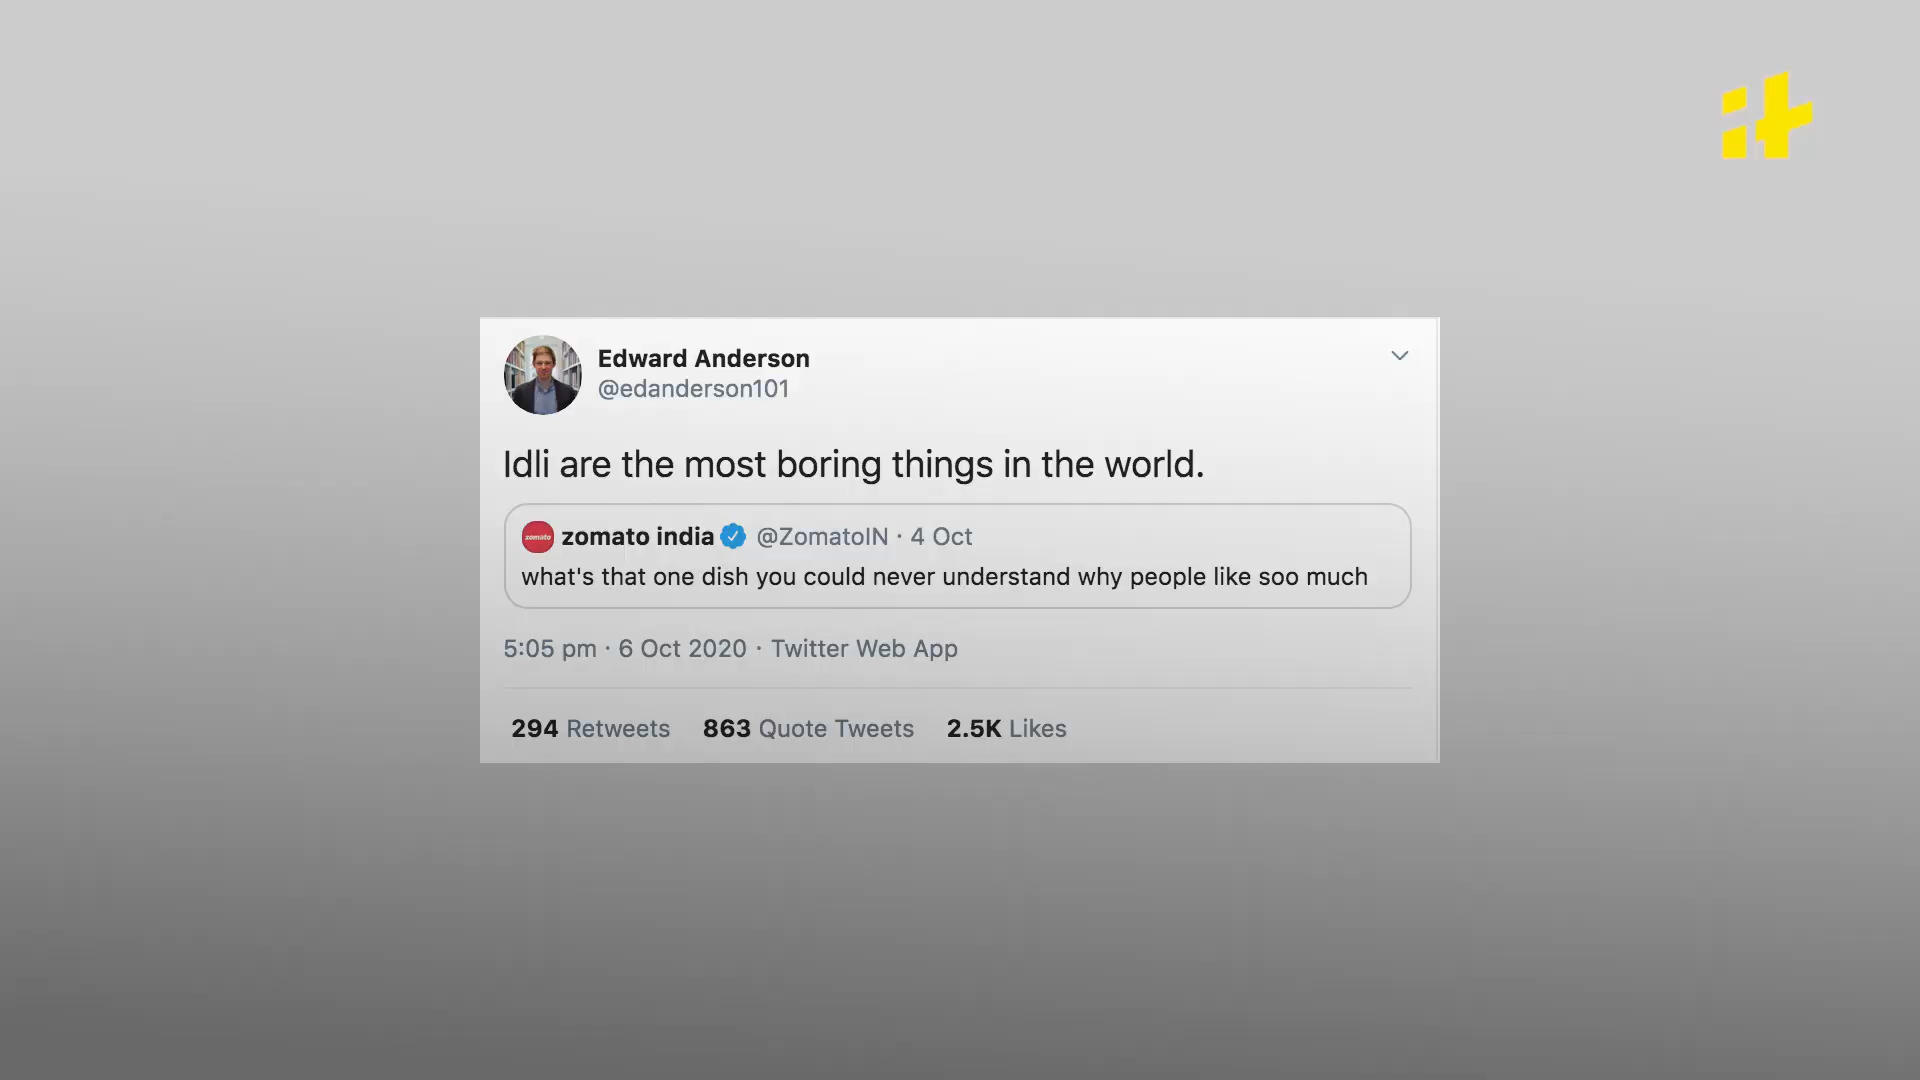 Edward Anderson
@edanderson101
Idli are the most boring things in the world.
zomato zomato india @ZomatoIN · 4 Oct
what's that one dish you could never understand why people like soo much
5:05 pm · 6 Oct 2020 · Twitter Web App
294 Retweets 863 Quote Tweets 2.5K Likes